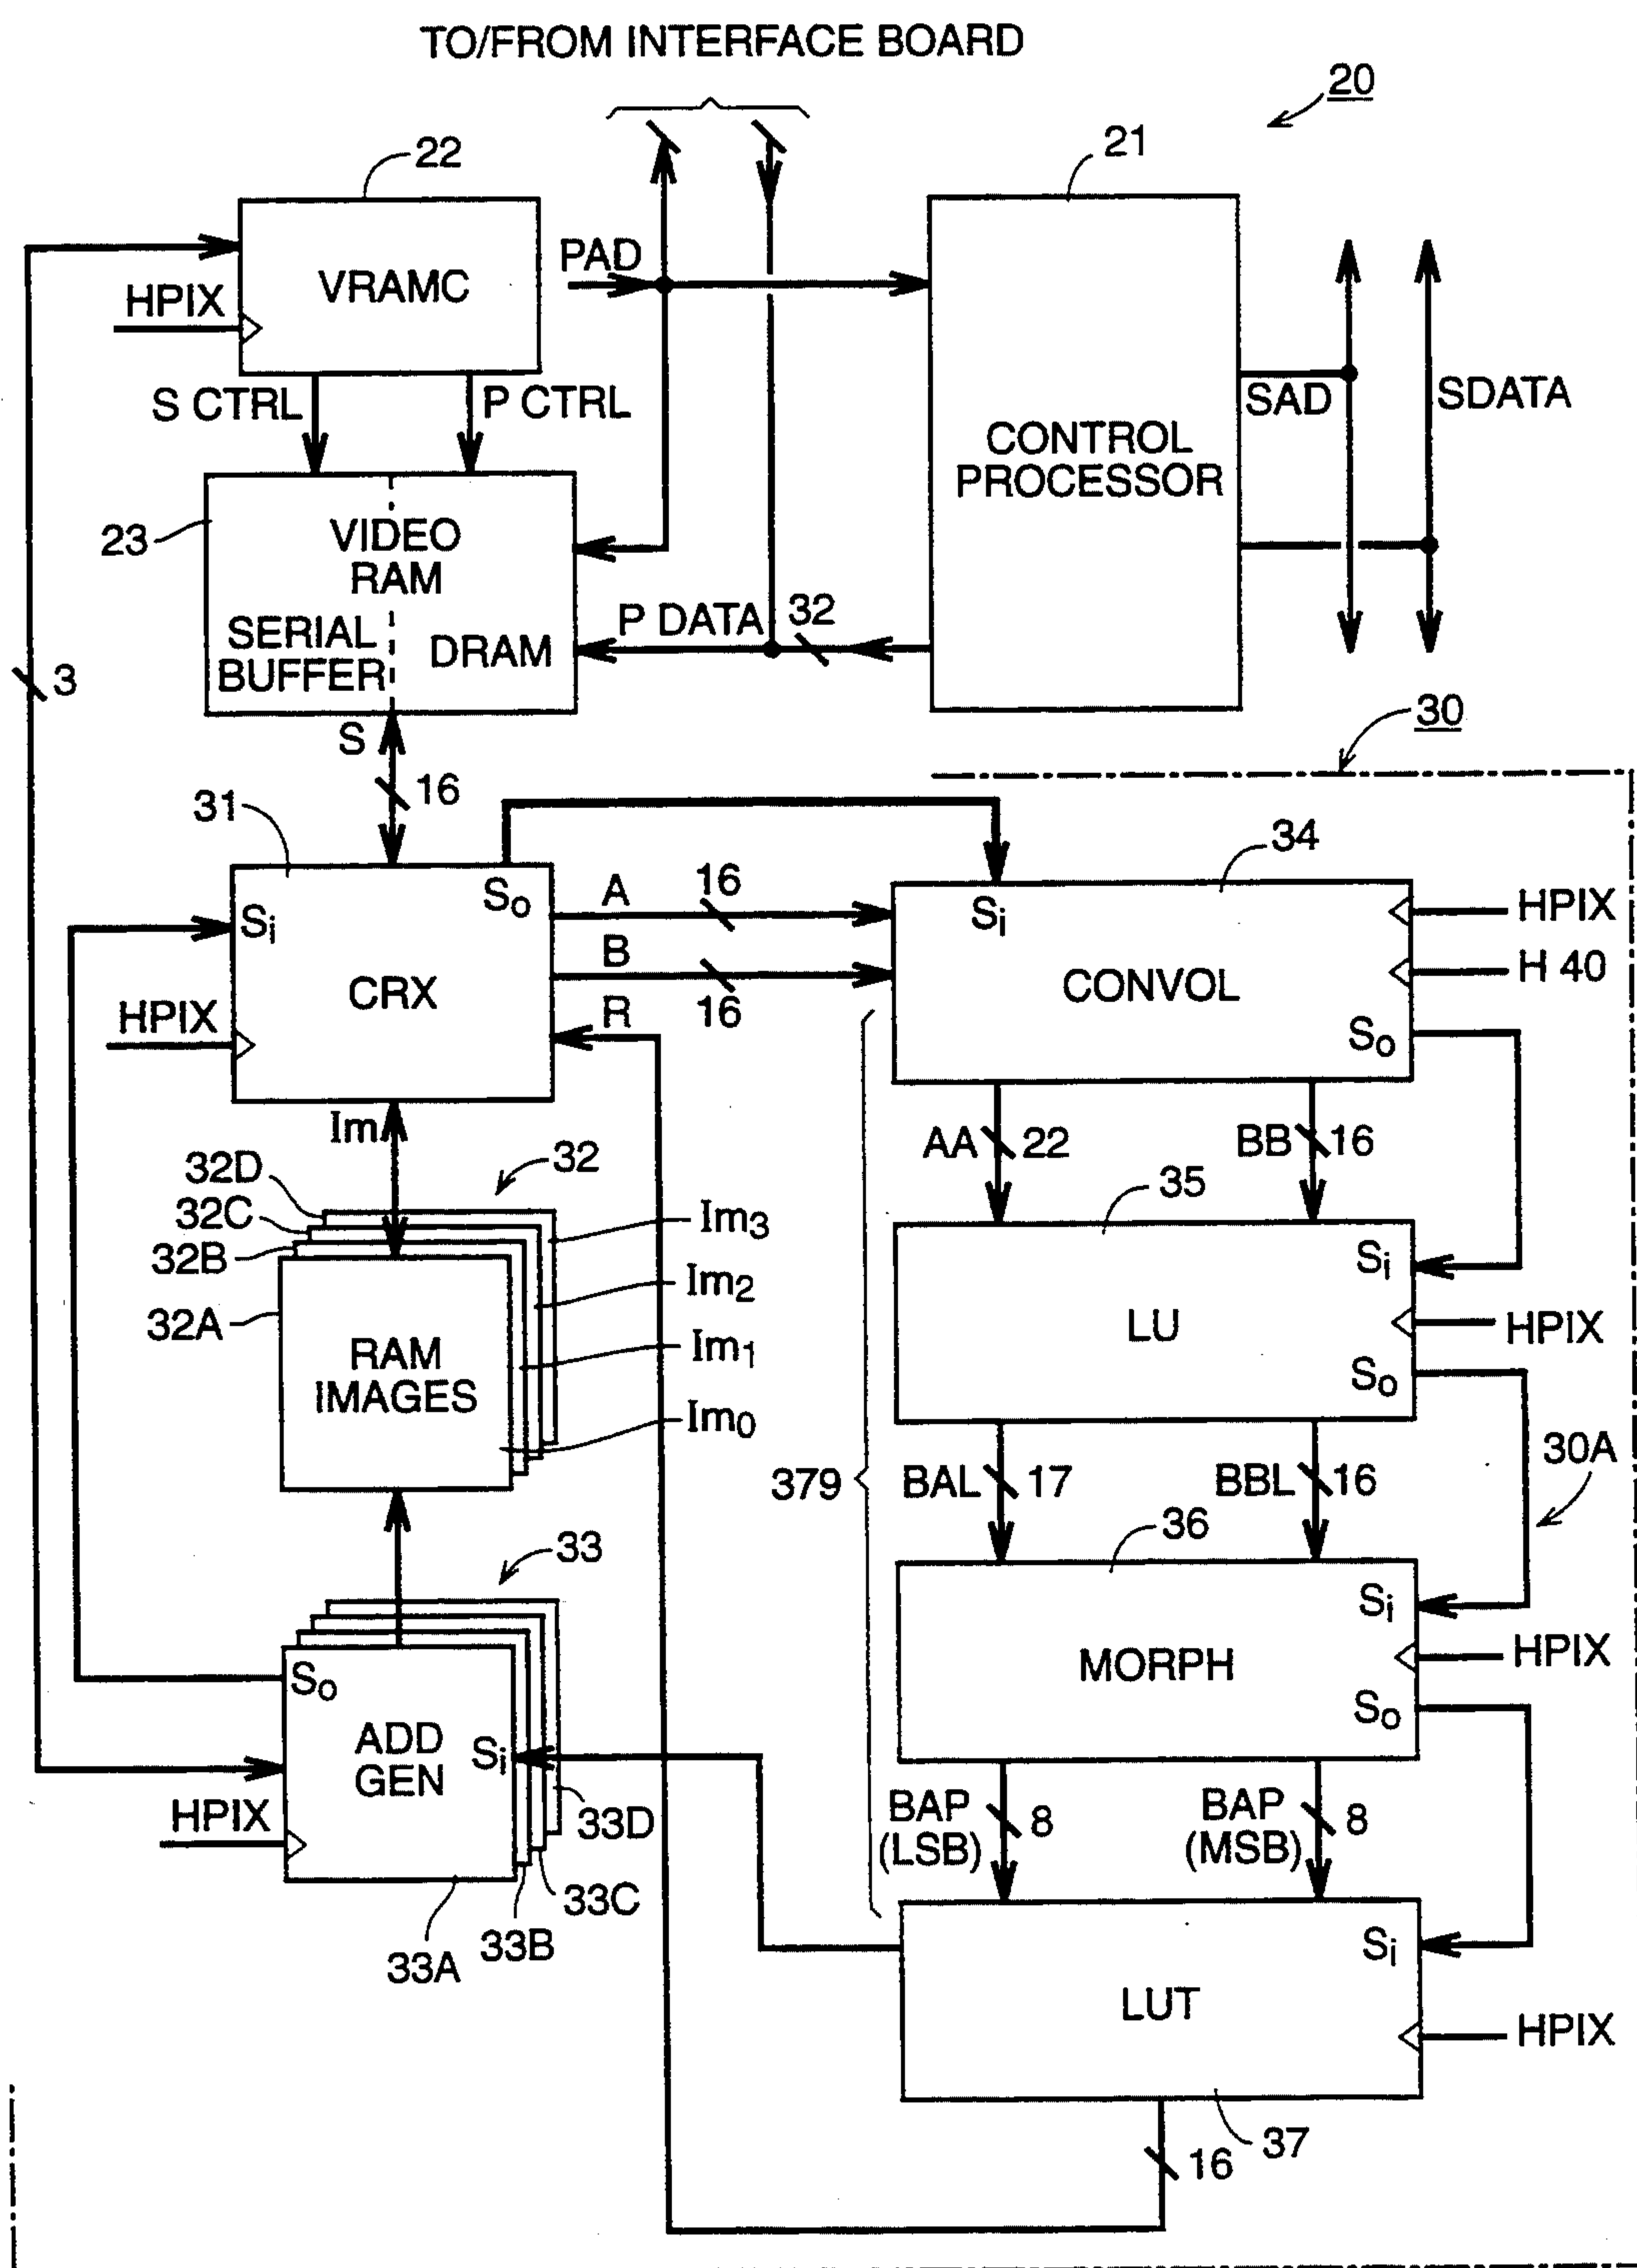 TO/FROM INTERFACE BOARD
20
22
21
VRAMC
HPIX
PAD
S CTRL
P CTRL
CONTROL
PROCESSOR
SAD
SDATA
23
VIDEO
RAM
SERIAL
BUFFER
DRAM
P DATA
32
3
S
16
30
31
34
So
Si
CRX
HPIX
A
16
B
16
R
Si
CONVOL
So
HPIX
H 40
Im
AA
22
BB
16
32D
32C
32B
32A
32
35
Im3
Im2
Im1
Im0
RAM
IMAGES
Si
LU
So
HPIX
379
BAL
17
BBL
16
30A
33
36
So
ADD
GEN
Si
HPIX
33D
33C
33B
33A
Si
MORPH
So
HPIX
BAP
(LSB)
8
BAP
(MSB)
8
Si
LUT
HPIX
37
16